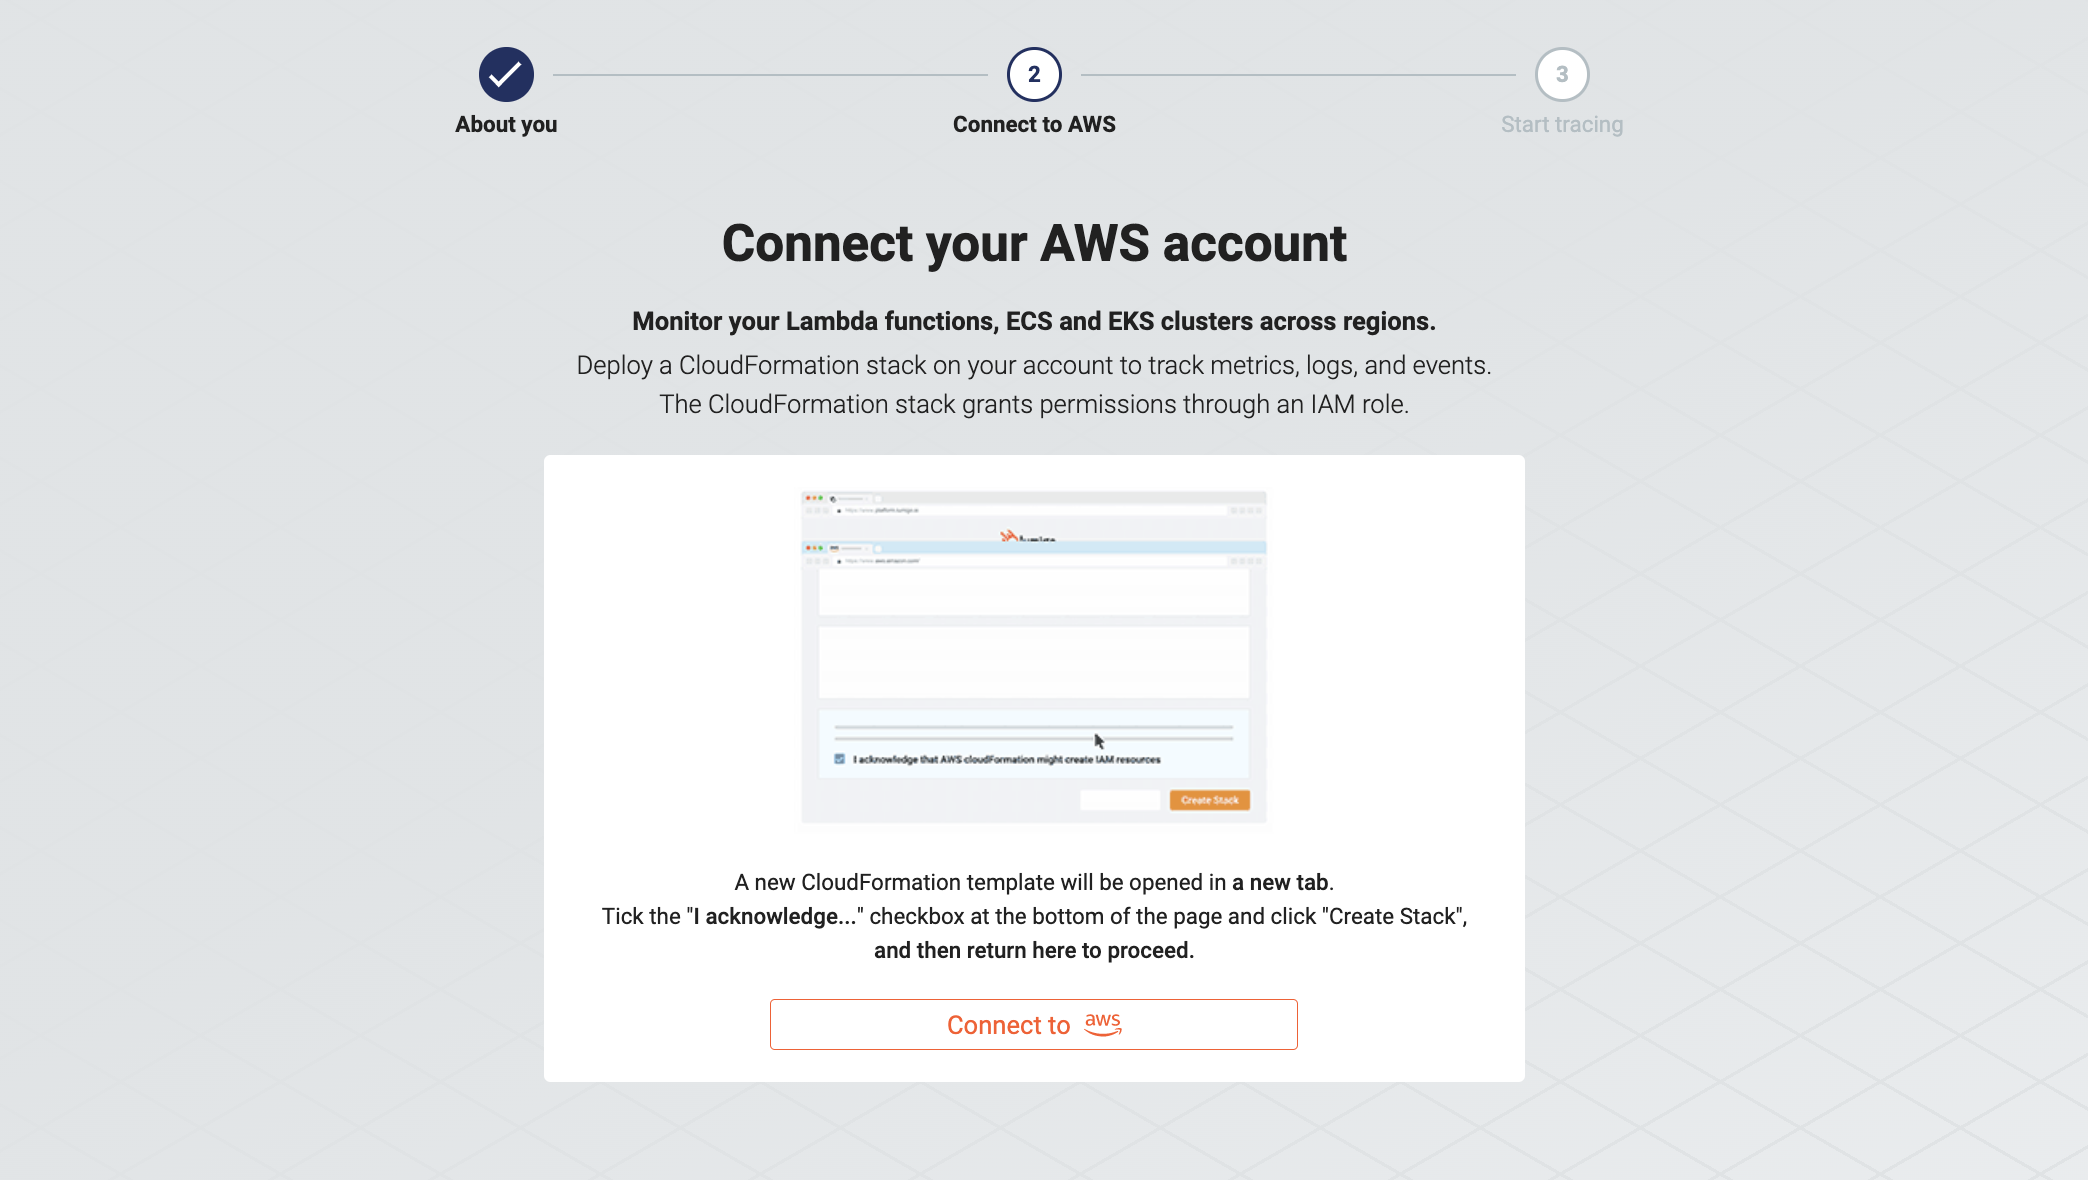 2
3
About you
Connect to AWS
Start tracing
Connect your AWS account
Monitor your Lambda functions, ECS and EKS clusters across regions.
Deploy a CloudFormation stack on your account to track metrics, logs, and events.
The CloudFormation stack grants permissions through an IAM role.
I acknowledge that AWS cloudFormation might create IAM resources
Create Stack
A new CloudFormation template will be opened in a new tab.
Tick the "I acknowledge..." checkbox at the bottom of the page and click "Create Stack",
and then return here to proceed.
Connect to aws